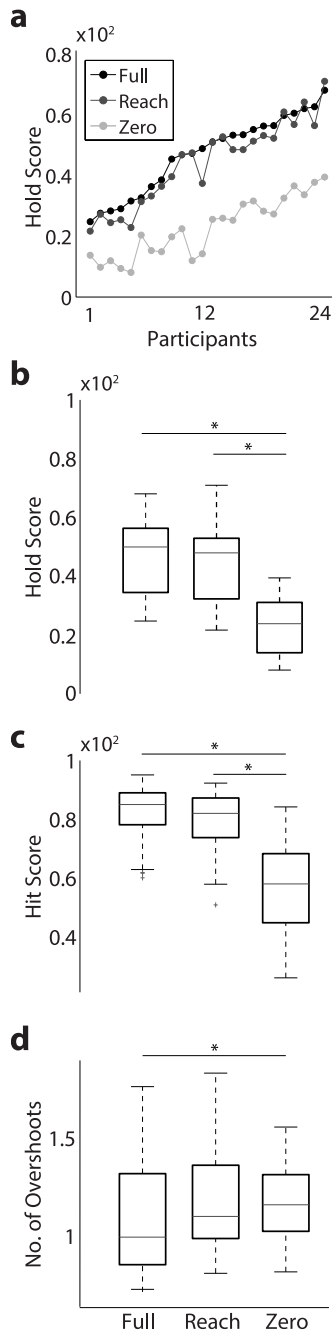 a
x10²
0.8
0.6
0.4
0.2
0
Hold Score
Full
Reach
Zero
1
12
24
Participants
b
x10²
1
0.8
0.6
0.4
0.2
0
Hold Score
*
*
c
x10²
1
0.8
0.6
0.4
Hit Score
*
*
d
1.5
1
No. of Overshoots
*
Full Reach Zero